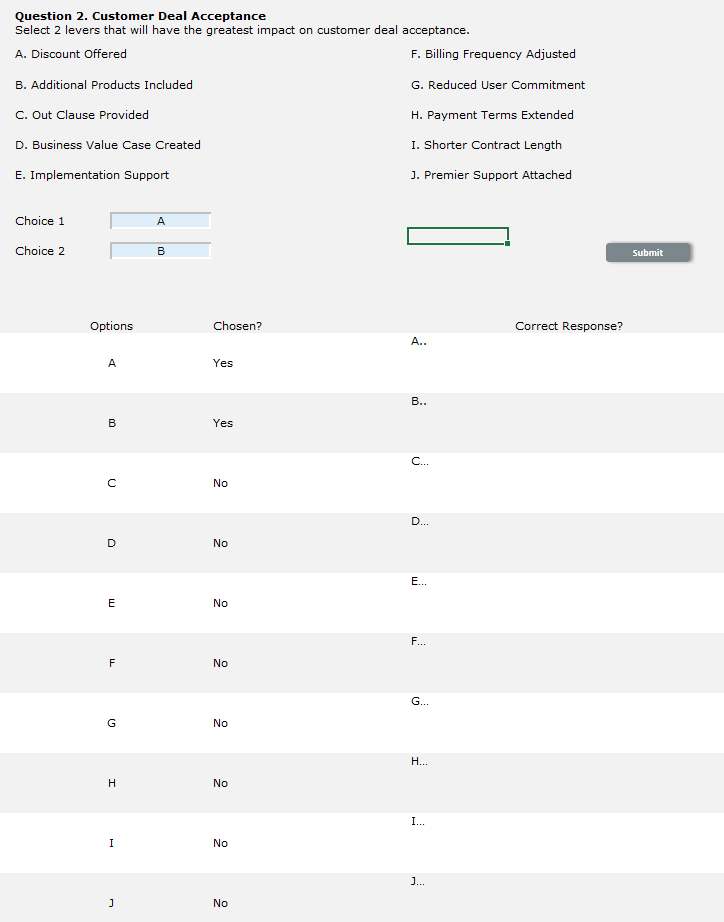 Question 2. Customer Deal Acceptance
Select 2 levers that will have the greatest impact on customer deal acceptance.
A. Discount Offered
F. Billing Frequency Adjusted
B. Additional Products Included
G. Reduced User Commitment
C. Out Clause Provided
H. Payment Terms Extended
D. Business Value Case Created
I. Shorter Contract Length
E. Implementation Support
J. Premier Support Attached
Choice 1 A
Choice 2 B
Submit
Options Chosen? Correct Response?
A..
A Yes
B..
B Yes
C...
C No
D...
D No
E...
E No
F...
F No
G...
G No
H...
H No
I...
I No
J...
J No